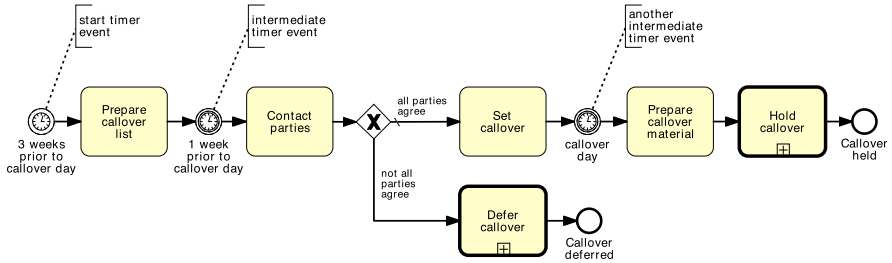 start timer
event
intermediate
timer event
another
intermediate
timer event
3 weeks
prior to
callover day
Prepare
callover
list
1 week
prior to
callover day
Contact
parties
X
all parties
agree
Set
callover
callover
day
Prepare
callover
material
Hold
callover
Callover
held
not all
parties
agree
Defer
callover
Callover
deferred